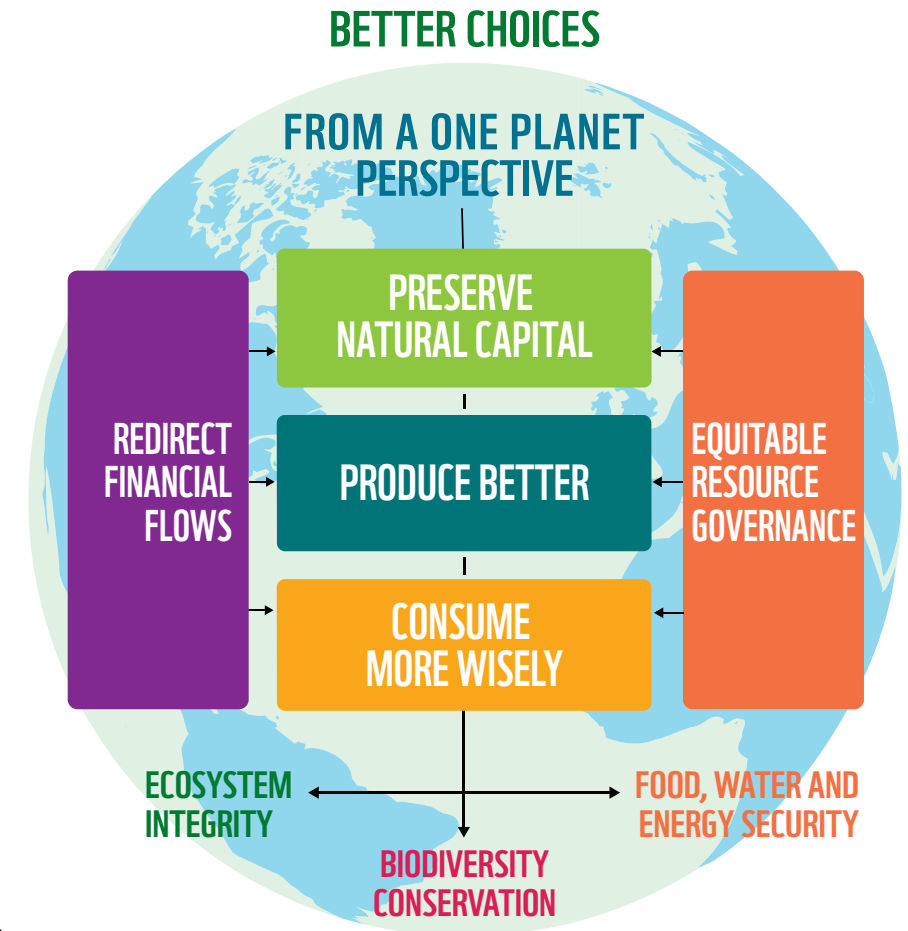 BETTER CHOICES
FROM A ONE PLANET
PERSPECTIVE
PRESERVE
NATURAL CAPITAL
REDIRECT
FINANCIAL
FLOWS
PRODUCE BETTER
EQUITABLE
RESOURCE
GOVERNANCE
CONSUME
MORE WISELY
ECOSYSTEM
INTEGRITY
BIODIVERSITY
CONSERVATION
FOOD, WATER AND
ENERGY SECURITY